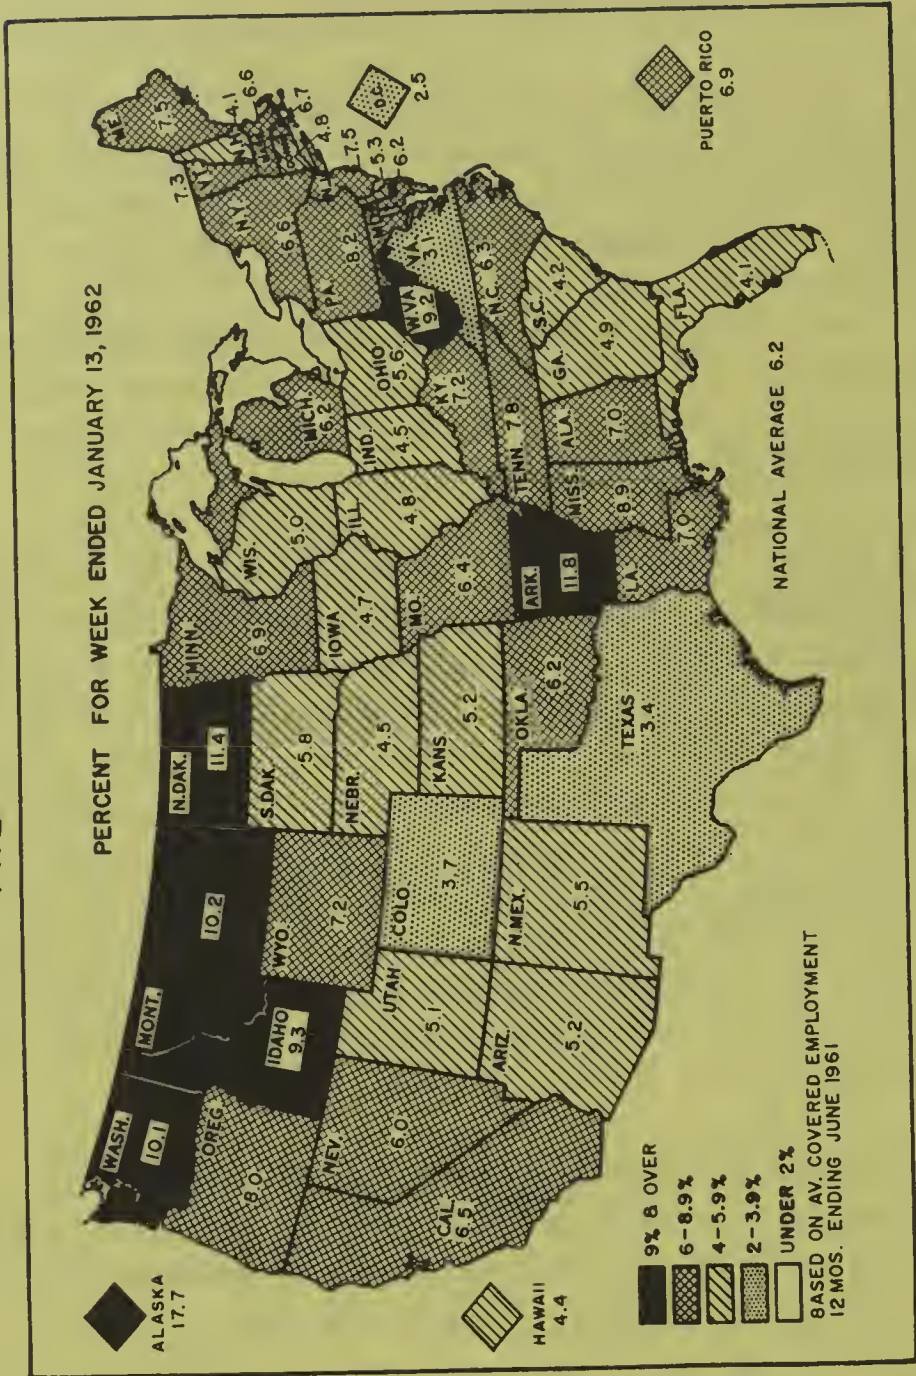 PERCENT FOR WEEK ENDED JANUARY 13, 1962
WASH.
10.1
MONT.
10.2
N.DAK.
11.4
MINN.
6.9
OREG.
8.0
IDAHO
9.3
WYO.
7.2
S.DAK.
5.8
WIS.
5.0
MICH.
6.2
NEV.
6.0
UTAH
5.1
COLO.
3.7
NEBR.
4.5
IOWA
4.7
ILL.
4.8
IND.
4.5
OHIO
5.6
CAL.
6.5
ARIZ.
5.2
N.MEX.
5.5
KANS.
5.2
MO.
6.4
KY.
7.2
WVA
9.2
VA.
3.1
OKLA.
6.2
ARK.
11.8
TENN.
7.8
N.C.
6.3
TEXAS
3.4
LA.
7.0
MISS.
8.9
ALA.
7.0
GA.
4.9
S.C.
4.2
FLA.
4.1
PA.
8.2
N.Y.
6.6
VT.
7.3
N.H.
4.1
ME.
7.5
6.6
6.7
4.8
N.J.
7.5
5.3
6.2
D.C.
2.5
ALASKA
17.7
HAWAII
4.4
PUERTO RICO
6.9
NATIONAL AVERAGE 6.2
9% & OVER
6-8.9%
4-5.9%
2-3.9%
UNDER 2%
BASED ON AV. COVERED EMPLOYMENT
12 MOS. ENDING JUNE 1961